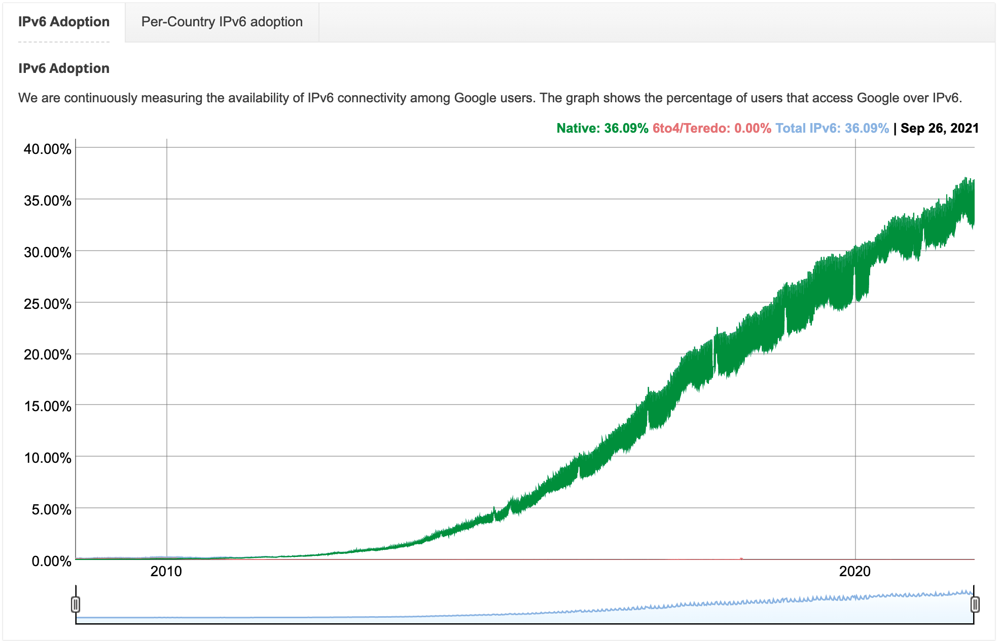 IPv6 Adoption Per-Country IPv6 adoption
IPv6 Adoption
We are continuously measuring the availability of IPv6 connectivity among Google users. The graph shows the percentage of users that access Google over IPv6.
Native: 36.09% 6to4/Teredo: 0.00% Total IPv6: 36.09% | Sep 26, 2021
40.00%
35.00%
30.00%
25.00%
20.00%
15.00%
10.00%
5.00%
0.00%
2010 2020